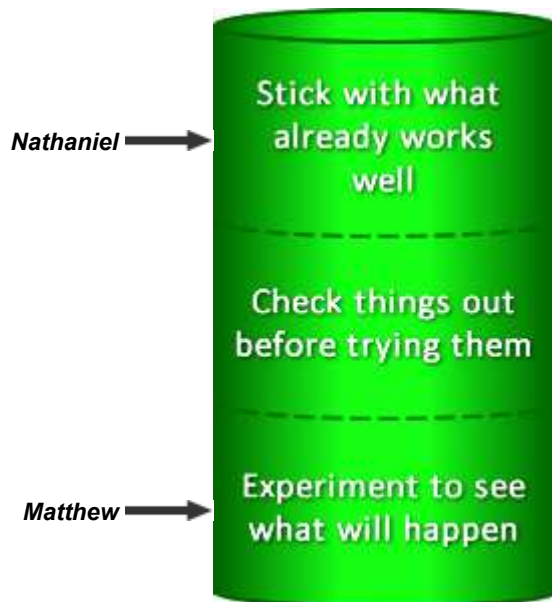 Stick with what
already works
well
Nathaniel
Check things out
before trying them
Experiment to see
what will happen
Matthew